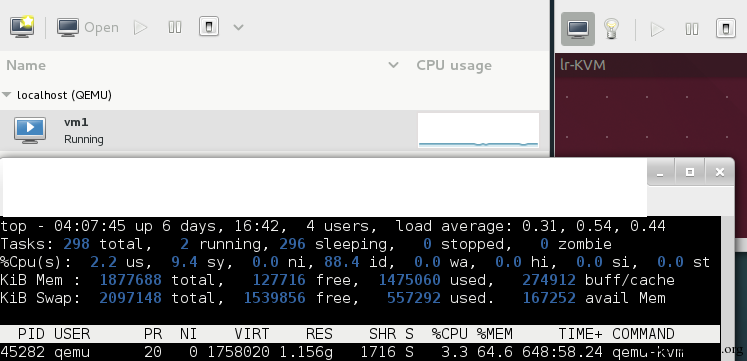 Open
Name CPU usage
localhost (QEMU)
vm1
Running
lr-KVM
top - 04:07:45 up 6 days, 16:42, 4 users, load average: 0.31, 0.54, 0.44
Tasks: 298 total, 2 running, 296 sleeping, 0 stopped, 0 zombie
%Cpu(s): 2.2 us, 9.4 sy, 0.0 ni, 88.4 id, 0.0 wa, 0.0 hi, 0.0 si, 0.0 st
KiB Mem : 1877688 total, 127716 free, 1475060 used, 274912 buff/cache
KiB Swap: 2097148 total, 1539856 free, 557292 used. 167252 avail Mem
PID USER PR NI VIRT RES SHR S %CPU %MEM TIME+ COMMAND
45282 qemu 20 0 1758020 1.156g 1716 S 3.3 64.6 648:58.24 qemu-kvm